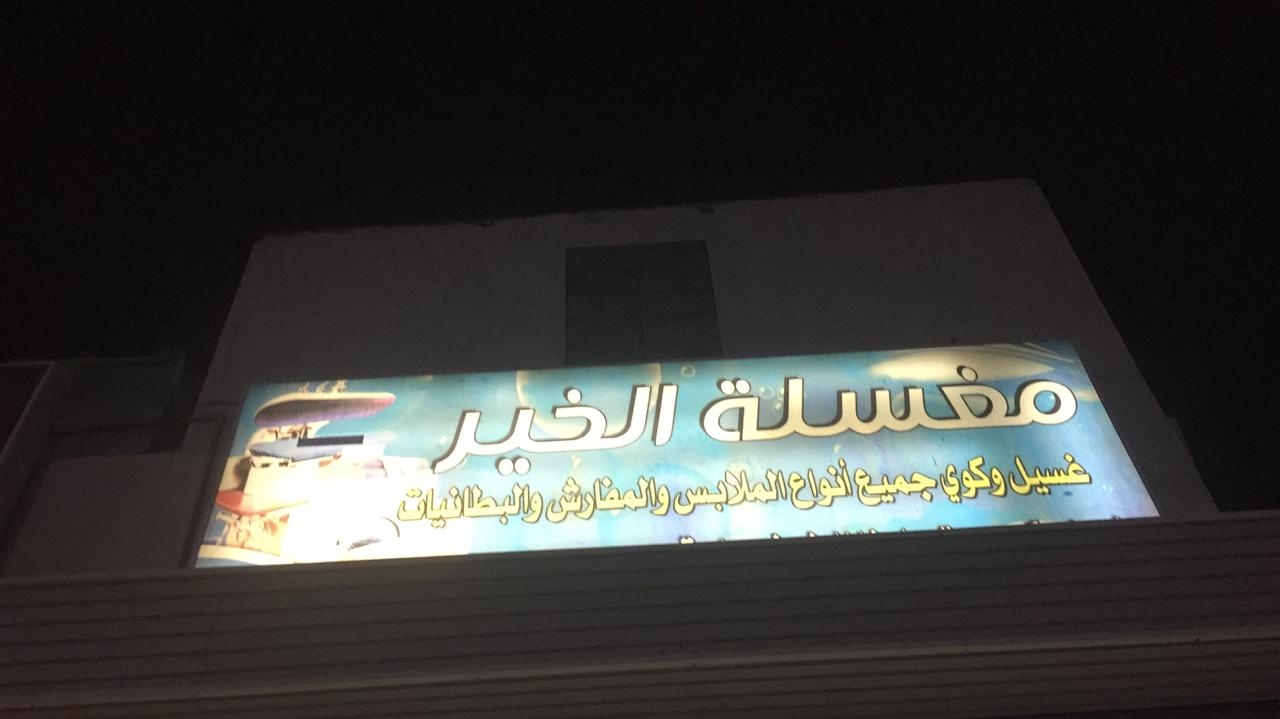 مغسلة الخير
غسيل وكوي جميع أنواع الملابس والمفارش والبطانيات